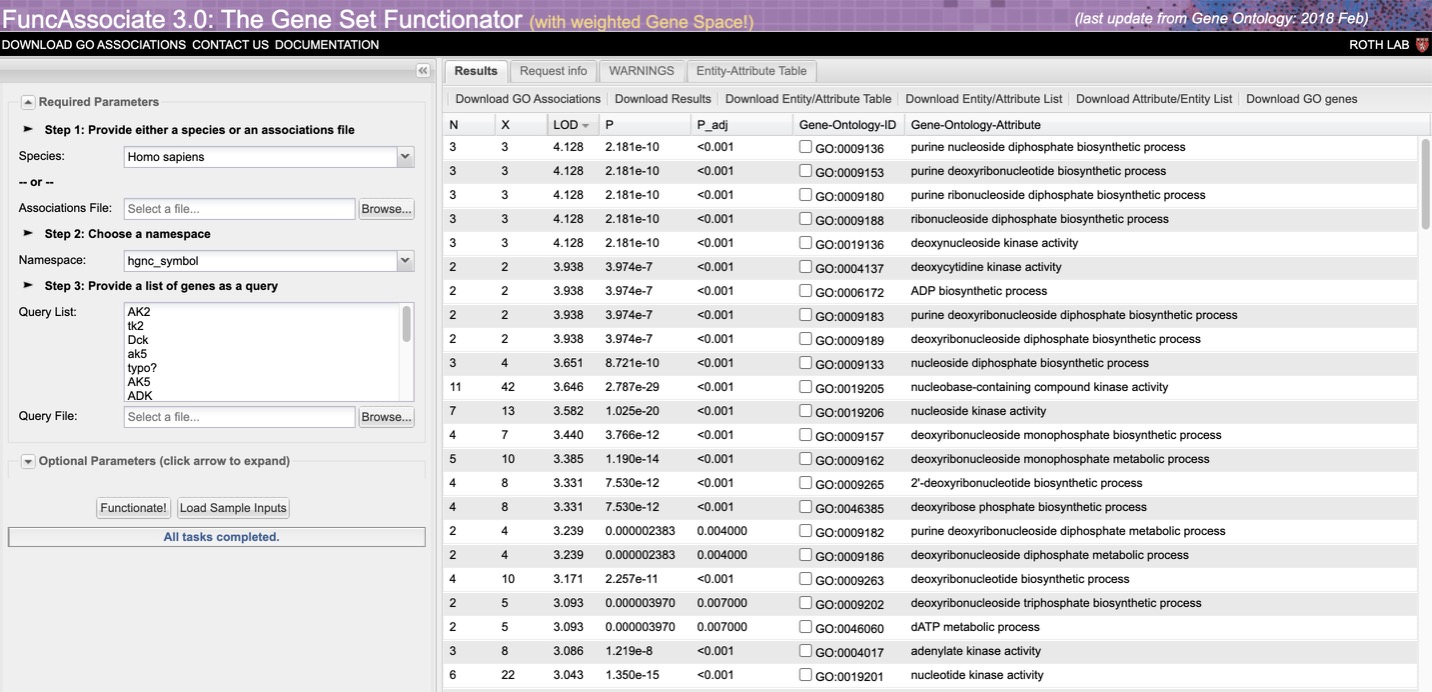 FuncAssociate 3.0: The Gene Set Functionator (with weighted Gene Space!) (last update from Gene Ontology: 2018 Feb)
DOWNLOAD GO ASSOCIATIONS CONTACT US DOCUMENTATION ROTH LAB
Required Parameters
Step 1: Provide either a species or an associations file
Species: Homo sapiens
-- or --
Associations File: Select a file... Browse...
Step 2: Choose a namespace
Namespace: hgnc_symbol
Step 3: Provide a list of genes as a query
Query List: AK2
tk2
Dck
ak5
typo?
AK5
ADK
Query File: Select a file... Browse...
Optional Parameters (click arrow to expand)
Functionate! Load Sample Inputs
All tasks completed.
Results Request info WARNINGS Entity-Attribute Table
Download GO Associations Download Results Download Entity/Attribute Table Download Entity/Attribute List Download Attribute/Entity List Download GO genes
N X LOD P P_adj Gene-Ontology-ID Gene-Ontology-Attribute
3 3 4.128 2.181e-10 <0.001 GO:0009136 purine nucleoside diphosphate biosynthetic process
3 3 4.128 2.181e-10 <0.001 GO:0009153 purine deoxyribonucleotide biosynthetic process
3 3 4.128 2.181e-10 <0.001 GO:0009180 purine ribonucleoside diphosphate biosynthetic process
3 3 4.128 2.181e-10 <0.001 GO:0009188 ribonucleoside diphosphate biosynthetic process
3 3 4.128 2.181e-10 <0.001 GO:0019136 deoxynucleoside kinase activity
2 2 3.938 3.974e-7 <0.001 GO:0004137 deoxycytidine kinase activity
2 2 3.938 3.974e-7 <0.001 GO:0006172 ADP biosynthetic process
2 2 3.938 3.974e-7 <0.001 GO:0009183 purine deoxyribonucleoside diphosphate biosynthetic process
2 2 3.938 3.974e-7 <0.001 GO:0009189 deoxyribonucleoside diphosphate biosynthetic process
3 4 3.651 8.721e-10 <0.001 GO:0009133 nucleoside diphosphate biosynthetic process
11 42 3.646 2.787e-29 <0.001 GO:0019205 nucleobase-containing compound kinase activity
7 13 3.582 1.025e-20 <0.001 GO:0019206 nucleoside kinase activity
4 7 3.440 3.766e-12 <0.001 GO:0009157 deoxyribonucleoside monophosphate biosynthetic process
5 10 3.385 1.190e-14 <0.001 GO:0009162 deoxyribonucleoside monophosphate metabolic process
4 8 3.331 7.530e-12 <0.001 GO:0009265 2'-deoxyribonucleotide biosynthetic process
4 8 3.331 7.530e-12 <0.001 GO:0046385 deoxyribose phosphate biosynthetic process
2 4 3.239 0.000002383 0.004000 GO:0009182 purine deoxyribonucleoside diphosphate metabolic process
2 4 3.239 0.000002383 0.004000 GO:0009186 deoxyribonucleoside diphosphate metabolic process
4 10 3.171 2.257e-11 <0.001 GO:0009263 deoxyribonucleotide biosynthetic process
2 5 3.093 0.000003970 0.007000 GO:0009202 deoxyribonucleoside triphosphate biosynthetic process
2 5 3.093 0.000003970 0.007000 GO:0046060 dATP metabolic process
3 8 3.086 1.219e-8 <0.001 GO:0004017 adenylate kinase activity
6 22 3.043 1.350e-15 <0.001 GO:0019201 nucleotide kinase activity